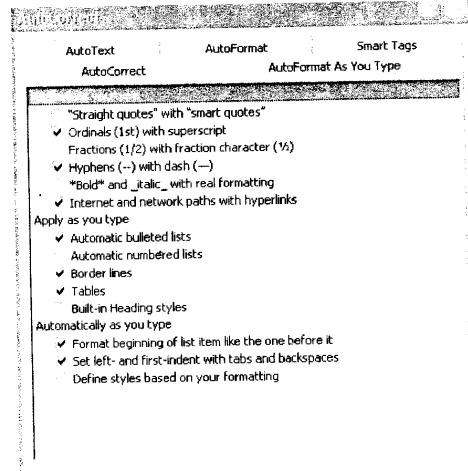 AutoCorrect
AutoText AutoFormat Smart Tags
AutoCorrect AutoFormat As You Type
"Straight quotes" with "smart quotes"
✔ Ordinals (1st) with superscript
Fractions (1/2) with fraction character (½)
✔ Hyphens (--) with dash (—)
*Bold* and _italic_ with real formatting
✔ Internet and network paths with hyperlinks
Apply as you type
✔ Automatic bulleted lists
Automatic numbered lists
✔ Border lines
✔ Tables
Built-in Heading styles
Automatically as you type
✔ Format beginning of list item like the one before it
✔ Set left- and first-indent with tabs and backspaces
Define styles based on your formatting